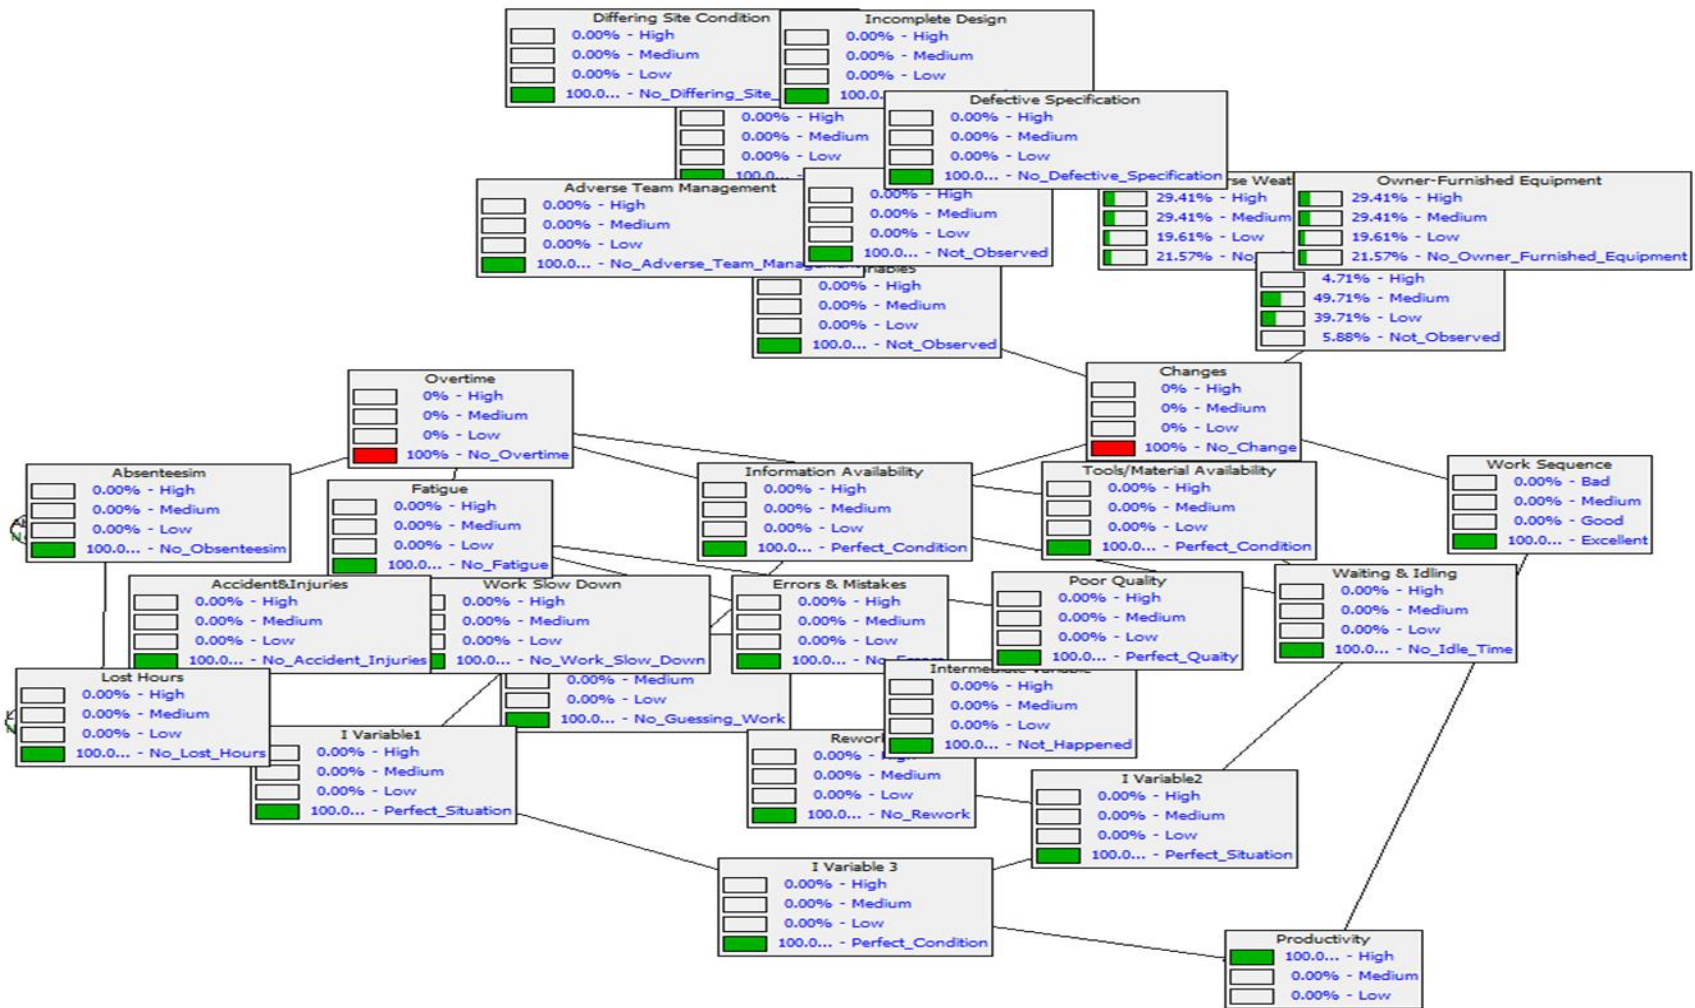 Differing Site Condition
0.00% - High
0.00% - Medium
0.00% - Low
100.0... - No_Differing_Site_
Incomplete Design
0.00% - High
0.00% - Medium
0.00% - Low
100.0...
0.00% - High
0.00% - Medium
0.00% - Low
100.0... -
Defective Specification
0.00% - High
0.00% - Medium
0.00% - Low
100.0... - No_Defective_Specification
Adverse Team Management
0.00% - High
0.00% - Medium
0.00% - Low
100.0... - No_Adverse_Team_Management
0.00% - High
0.00% - Medium
0.00% - Low
100.0... - Not_Observed
29.41% - High
29.41% - Medium
19.61% - Low
21.57% -
Owner-Furnished Equipment
29.41% - High
29.41% - Medium
19.61% - Low
21.57% - No_Owner_Furnished_Equipment
0.00% - High
0.00% - Medium
0.00% - Low
100.0... - Not_Observed
4.71% - High
49.71% - Medium
39.71% - Low
5.88% - Not_Observed
Overtime
0% - High
0% - Medium
0% - Low
100% - No_Overtime
Changes
0% - High
0% - Medium
0% - Low
100% - No_Change
Absenteesim
0.00% - High
0.00% - Medium
0.00% - Low
100.0... - No_Obsenteesim
Fatigue
0.00% - High
0.00% - Medium
0.00% - Low
100.0... - No_Fatigue
Information Availability
0.00% - High
0.00% - Medium
0.00% - Low
100.0... - Perfect_Condition
Tools/Material Availability
0.00% - High
0.00% - Medium
0.00% - Low
100.0... - Perfect_Condition
Work Sequence
0.00% - Bad
0.00% - Medium
0.00% - Good
100.0... - Excellent
Accident&Injuries
0.00% - High
0.00% - Medium
0.00% - Low
100.0... - No_Accident_Injuries
Work Slow Down
0.00% - High
0.00% - Medium
0.00% - Low
100.0... - No_Work_Slow_Down
Errors & Mistakes
0.00% - High
0.00% - Medium
0.00% - Low
100.0... - No_Errors
Poor Quality
0.00% - High
0.00% - Medium
0.00% - Low
100.0... - Perfect_Quaity
Waiting & Idling
0.00% - High
0.00% - Medium
0.00% - Low
100.0... - No_Idle_Time
Lost Hours
0.00% - High
0.00% - Medium
0.00% - Low
100.0... - No_Lost_Hours
0.00% - Medium
0.00% - Low
100.0... - No_Guessing_Work
Intermediate Variable
0.00% - High
0.00% - Medium
0.00% - Low
100.0... - Not_Happened
I Variable1
0.00% - High
0.00% - Medium
0.00% - Low
100.0... - Perfect_Situation
Rework
0.00% - High
0.00% - Medium
0.00% - Low
100.0... - No_Rework
I Variable2
0.00% - High
0.00% - Medium
0.00% - Low
100.0... - Perfect_Situation
I Variable 3
0.00% - High
0.00% - Medium
0.00% - Low
100.0... - Perfect_Condition
Productivity
100.0... - High
0.00% - Medium
0.00% - Low